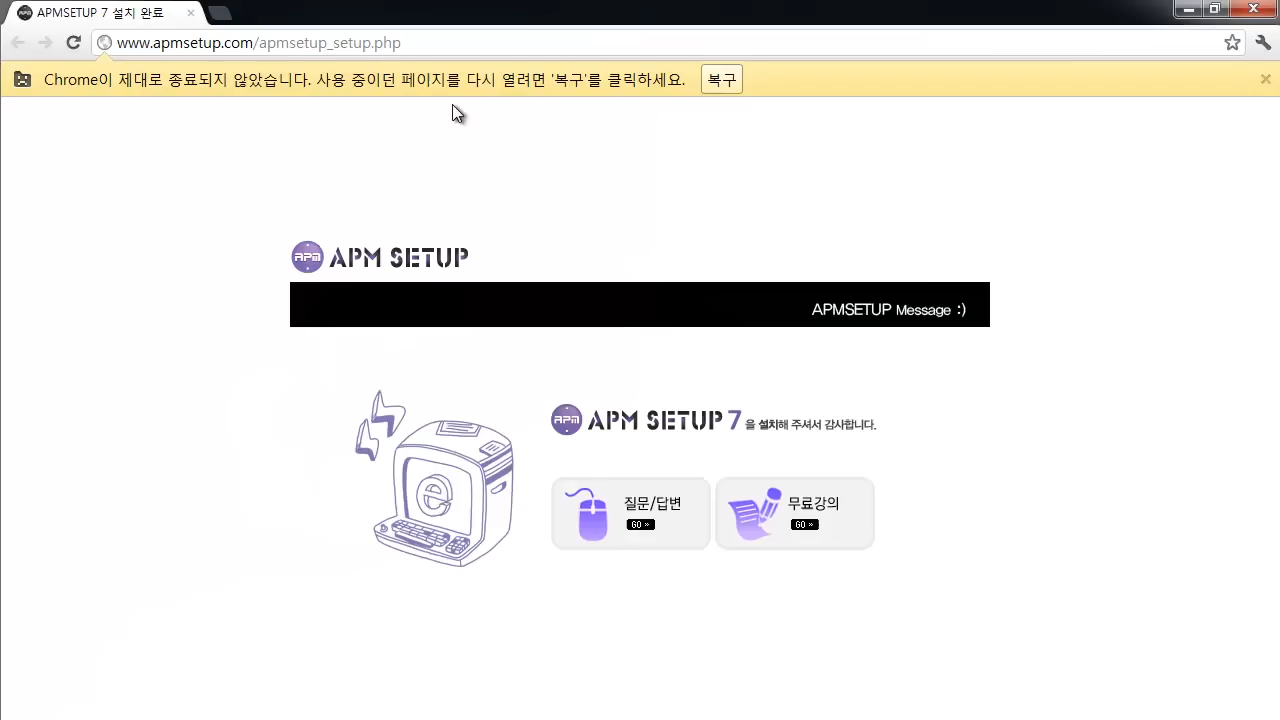 APMSETUP 7 설치 완료
www.apmsetup.com/apmsetup_setup.php
Chrome이 제대로 종료되지 않았습니다. 사용 중이던 페이지를 다시 열려면 '복구'를 클릭하세요. 복구
APM APM SETUP
APMSETUP Message :)
APM APM SETUP 7 을 설치해 주셔서 감사합니다.
e
질문/답변
GO »
무료강의
GO »